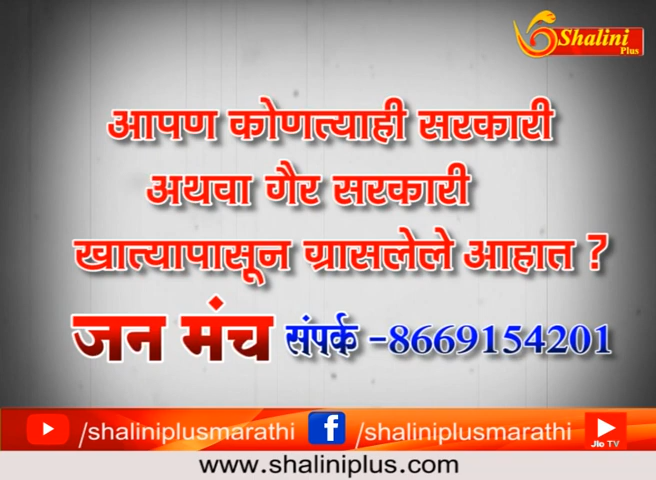 Shalini
Plus
आपण कोणत्याही सरकारी
अथवा गैर सरकारी
खात्यापासून ग्रासलेले आहात ?
जन मंच संपर्क -8669154201
/shaliniplusmarathi f /shaliniplusmarathi
Jio TV
www.shaliniplus.com